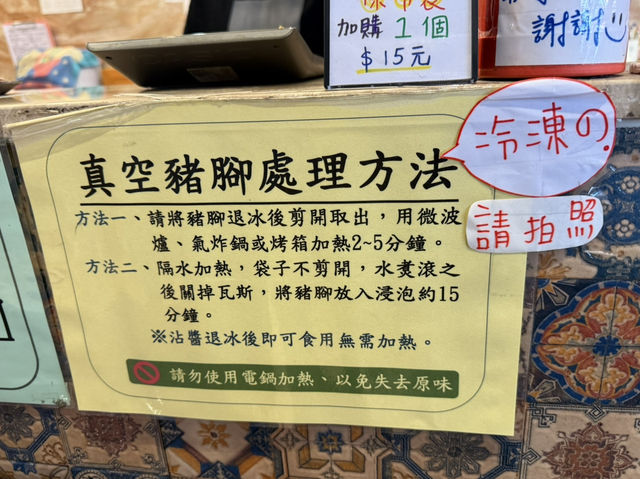 加購1個
$15元
謝謝
冷凍の
請拍照
真空豬腳處理方法
方法一、請將豬腳退冰後剪開取出，用微波
爐、氣炸鍋或烤箱加熱2~5分鐘。
方法二、隔水加熱，袋子不剪開，水煑滾之
後關掉瓦斯，將豬腳放入浸泡約15
分鐘。
※沾醬退冰後即可食用無需加熱。
請勿使用電鍋加熱、以免失去原味